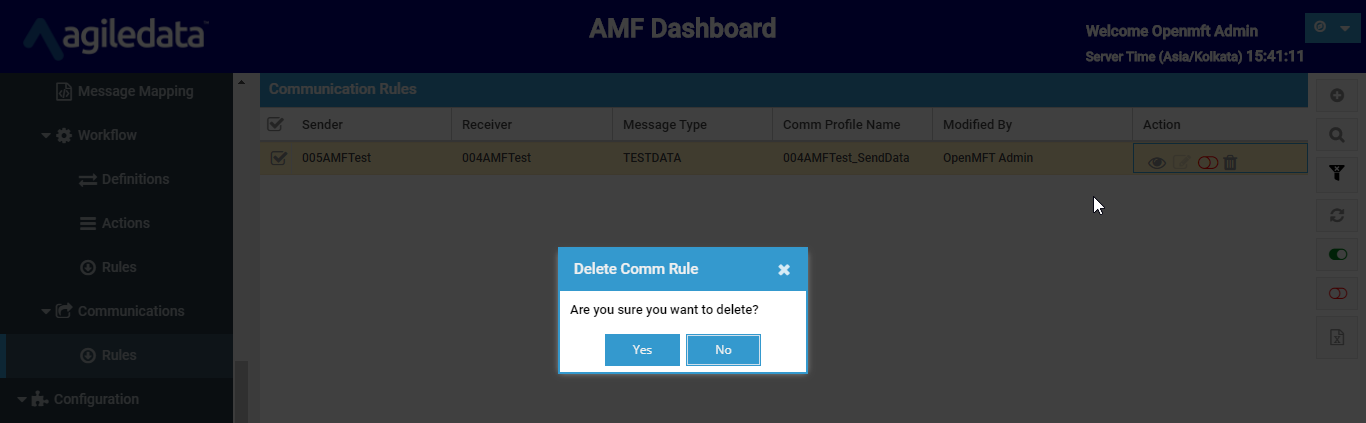 agiledata
AMF Dashboard
Welcome Openmft Admin
Server Time (Asia/Kolkata) 15:41:11
Message Mapping
Workflow
Definitions
Actions
Rules
Communications
Rules
Configuration
Communication Rules
Sender Receiver Message Type Comm Profile Name Modified By Action
005AMFTest 004AMFTest TESTDATA 004AMFTest_SendData OpenMFT Admin
Delete Comm Rule
Are you sure you want to delete?
Yes No